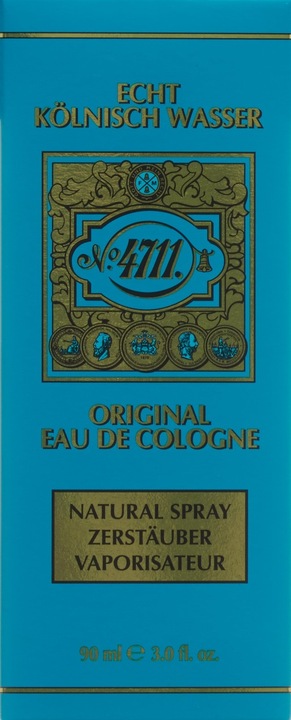 ECHT
KÖLNISCH WASSER
No. 4711.
ORIGINAL
EAU DE COLOGNE
NATURAL SPRAY
ZERSTÄUBER
VAPORISATEUR
90 ml ℮ 3.0 fl. oz.